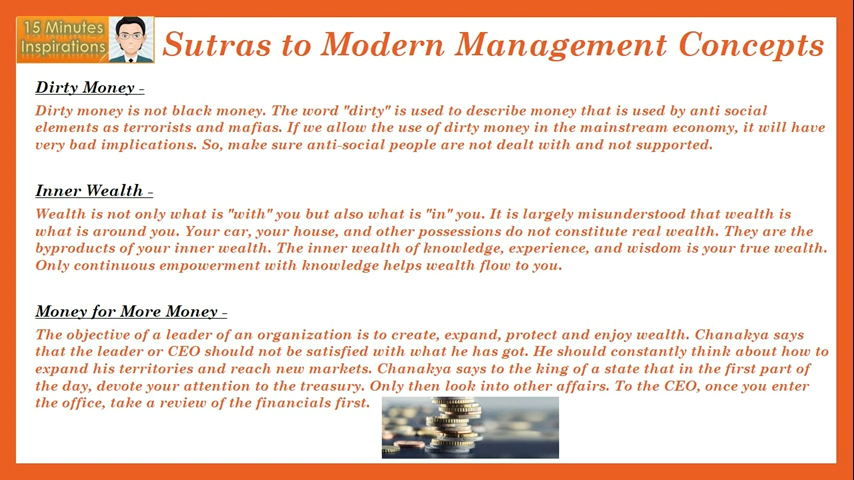 15 Minutes
Inspirations
Sutras to Modern Management Concepts
Dirty Money -
Dirty money is not black money. The word "dirty" is used to describe money that is used by anti social
elements as terrorists and mafias. If we allow the use of dirty money in the mainstream economy, it will have
very bad implications. So, make sure anti-social people are not dealt with and not supported.
Inner Wealth -
Wealth is not only what is "with" you but also what is "in" you. It is largely misunderstood that wealth is
what is around you. Your car, your house, and other possessions do not constitute real wealth. They are the
byproducts of your inner wealth. The inner wealth of knowledge, experience, and wisdom is your true wealth.
Only continuous empowerment with knowledge helps wealth flow to you.
Money for More Money -
The objective of a leader of an organization is to create, expand, protect and enjoy wealth. Chanakya says
that the leader or CEO should not be satisfied with what he has got. He should constantly think about how to
expand his territories and reach new markets. Chanakya says to the king of a state that in the first part of
the day, devote your attention to the treasury. Only then look into other affairs. To the CEO, once you enter
the office, take a review of the financials first.